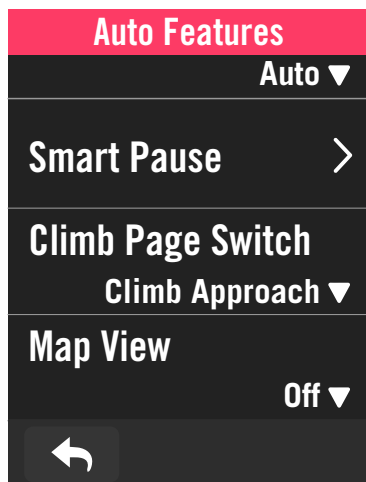 Auto Features
Auto
Smart Pause
Climb Page Switch
Climb Approach
Map View
Off